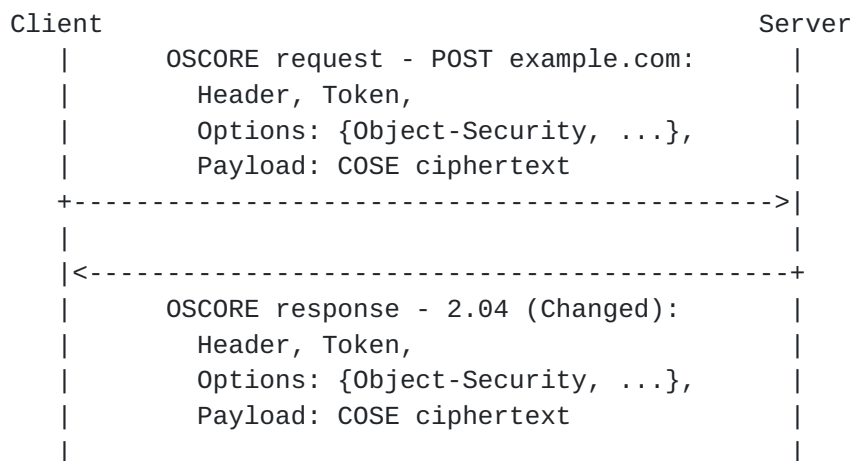 Client Server
| OSCORE request - POST example.com: |
| Header, Token, |
| Options: {Object-Security, ...}, |
| Payload: COSE ciphertext |
+--------------------------------------------->|
| |
|<---------------------------------------------+
| OSCORE response - 2.04 (Changed): |
| Header, Token, |
| Options: {Object-Security, ...}, |
| Payload: COSE ciphertext |
| |